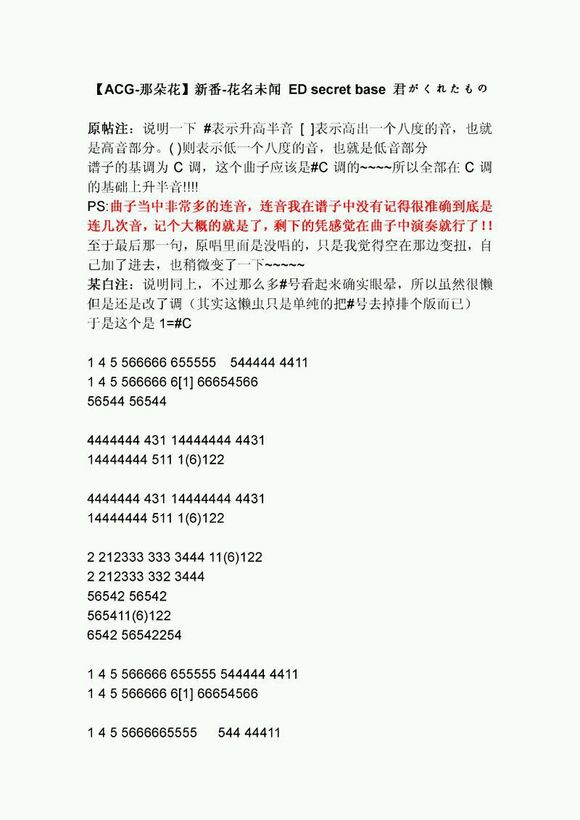 【ACG-那朵花】新番-花名未闻 ED secret base 君がくれたもの
原帖注：说明一下 #表示升高半音 [ ]表示高出一个八度的音，也就
是高音部分。( )则表示低一个八度的音，也就是低音部分
谱子的基调为 C 调，这个曲子应该是#C 调的~~~~所以全部在 C 调
的基础上升半音!!!!
PS:曲子当中非常多的连音，连音我在谱子中没有记得很准确到底是
连几次音，记个大概的就是了，剩下的凭感觉在曲子中演奏就行了!!
至于最后那一句，原唱里面是没唱的，只是我觉得空在那边变扭，自
己加了进去，也稍微变了一下~~~~~
某白注：说明同上，不过那么多#号看起来确实眼晕，所以虽然很懒
但是还是改了调（其实这懒虫只是单纯的把#号去掉排个版而已）
于是这个是 1=#C
1 4 5 566666 655555 544444 4411
1 4 5 566666 6[1] 66654566
56544 56544
4444444 431 14444444 4431
14444444 511 1(6)122
4444444 431 14444444 4431
14444444 511 1(6)122
2 212333 333 3444 11(6)122
2 212333 332 3444
56542 56542
565411(6)122
6542 56542254
1 4 5 566666 655555 544444 4411
1 4 5 566666 6[1] 66654566
1 4 5 5666665555 544 44411